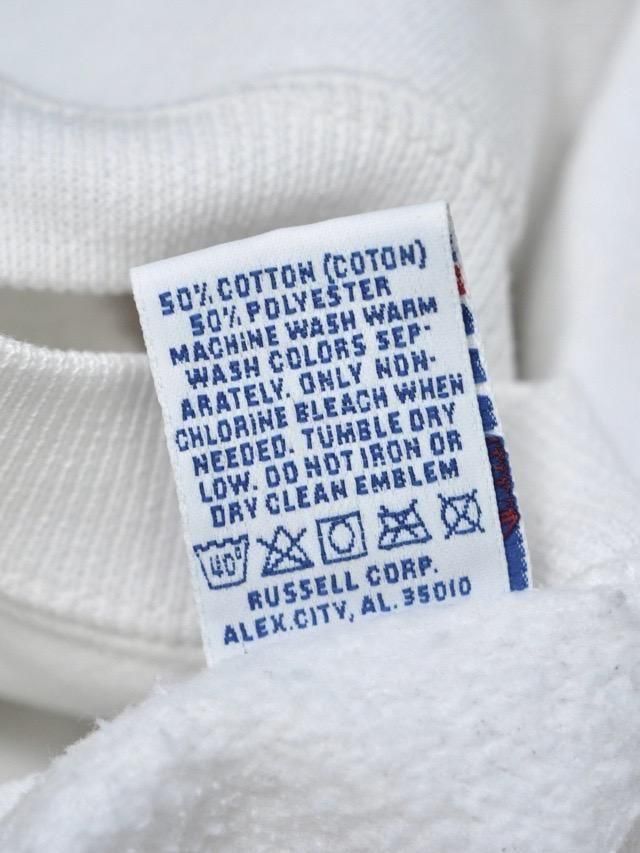 50% COTTON (COTON)
50% POLYESTER
MACHINE WASH WARM
WASH COLORS SEP-
ARATELY. ONLY NON-
CHLORINE BLEACH WHEN
NEEDED. TUMBLE DRY
LOW. DO NOT IRON OR
DRY CLEAN EMBLEM
40°
RUSSELL CORP.
ALEX.CITY, AL. 35010